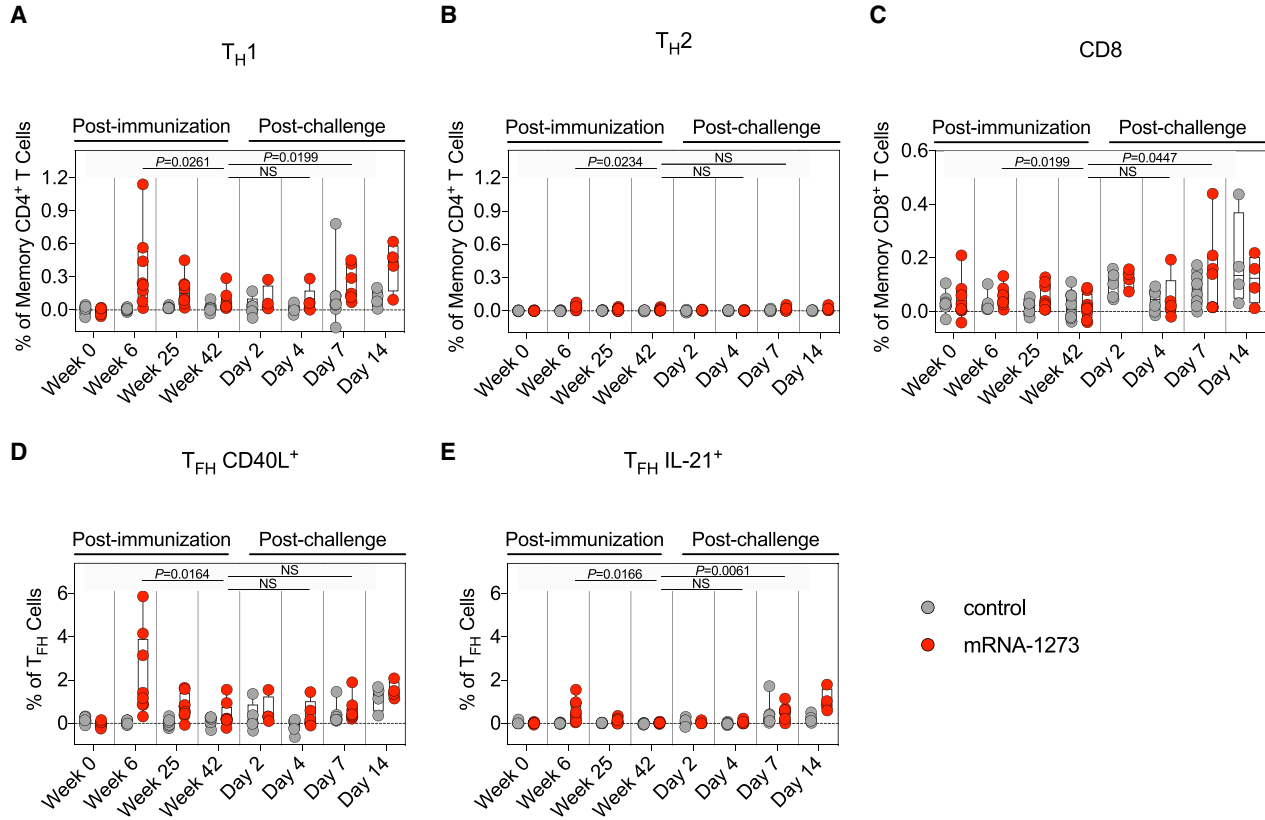 A
T_H1
Post-immunization
Post-challenge
P=0.0261
P=0.0199
NS
% of Memory CD4⁺ T Cells
1.2
0.9
0.6
0.3
0.0
Week 0
Week 6
Week 25
Week 42
Day 2
Day 4
Day 7
Day 14
B
T_H2
Post-immunization
Post-challenge
P=0.0234
NS
NS
% of Memory CD4⁺ T Cells
1.2
0.9
0.6
0.3
0.0
Week 0
Week 6
Week 25
Week 42
Day 2
Day 4
Day 7
Day 14
C
CD8
Post-immunization
Post-challenge
P=0.0199
P=0.0447
NS
% of Memory CD8⁺ T Cells
0.6
0.4
0.2
0.0
Week 0
Week 6
Week 25
Week 42
Day 2
Day 4
Day 7
Day 14
D
T_FH CD40L⁺
Post-immunization
Post-challenge
P=0.0164
NS
NS
% of T_FH Cells
6
4
2
0
Week 0
Week 6
Week 25
Week 42
Day 2
Day 4
Day 7
Day 14
E
T_FH IL-21⁺
Post-immunization
Post-challenge
P=0.0166
P=0.0061
NS
% of T_FH Cells
6
4
2
0
Week 0
Week 6
Week 25
Week 42
Day 2
Day 4
Day 7
Day 14
control
mRNA-1273